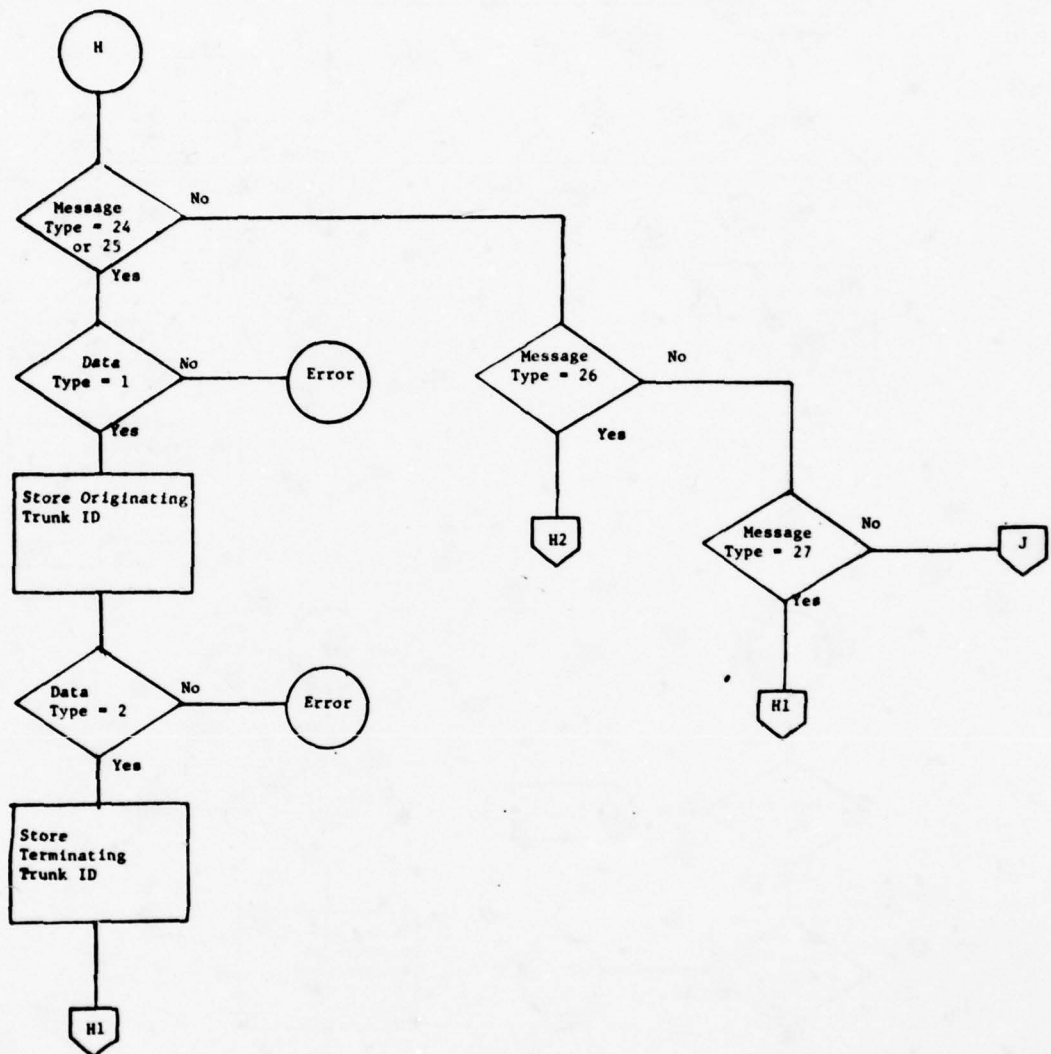 H
Message
Type = 24
or 25
No
Yes
Data
Type = 1
No
Error
Yes
Store Originating
Trunk ID
Data
Type = 2
No
Error
Yes
Store
Terminating
Trunk ID
H1
Message
Type = 26
No
Yes
H2
Message
Type = 27
No
J
Yes
H1